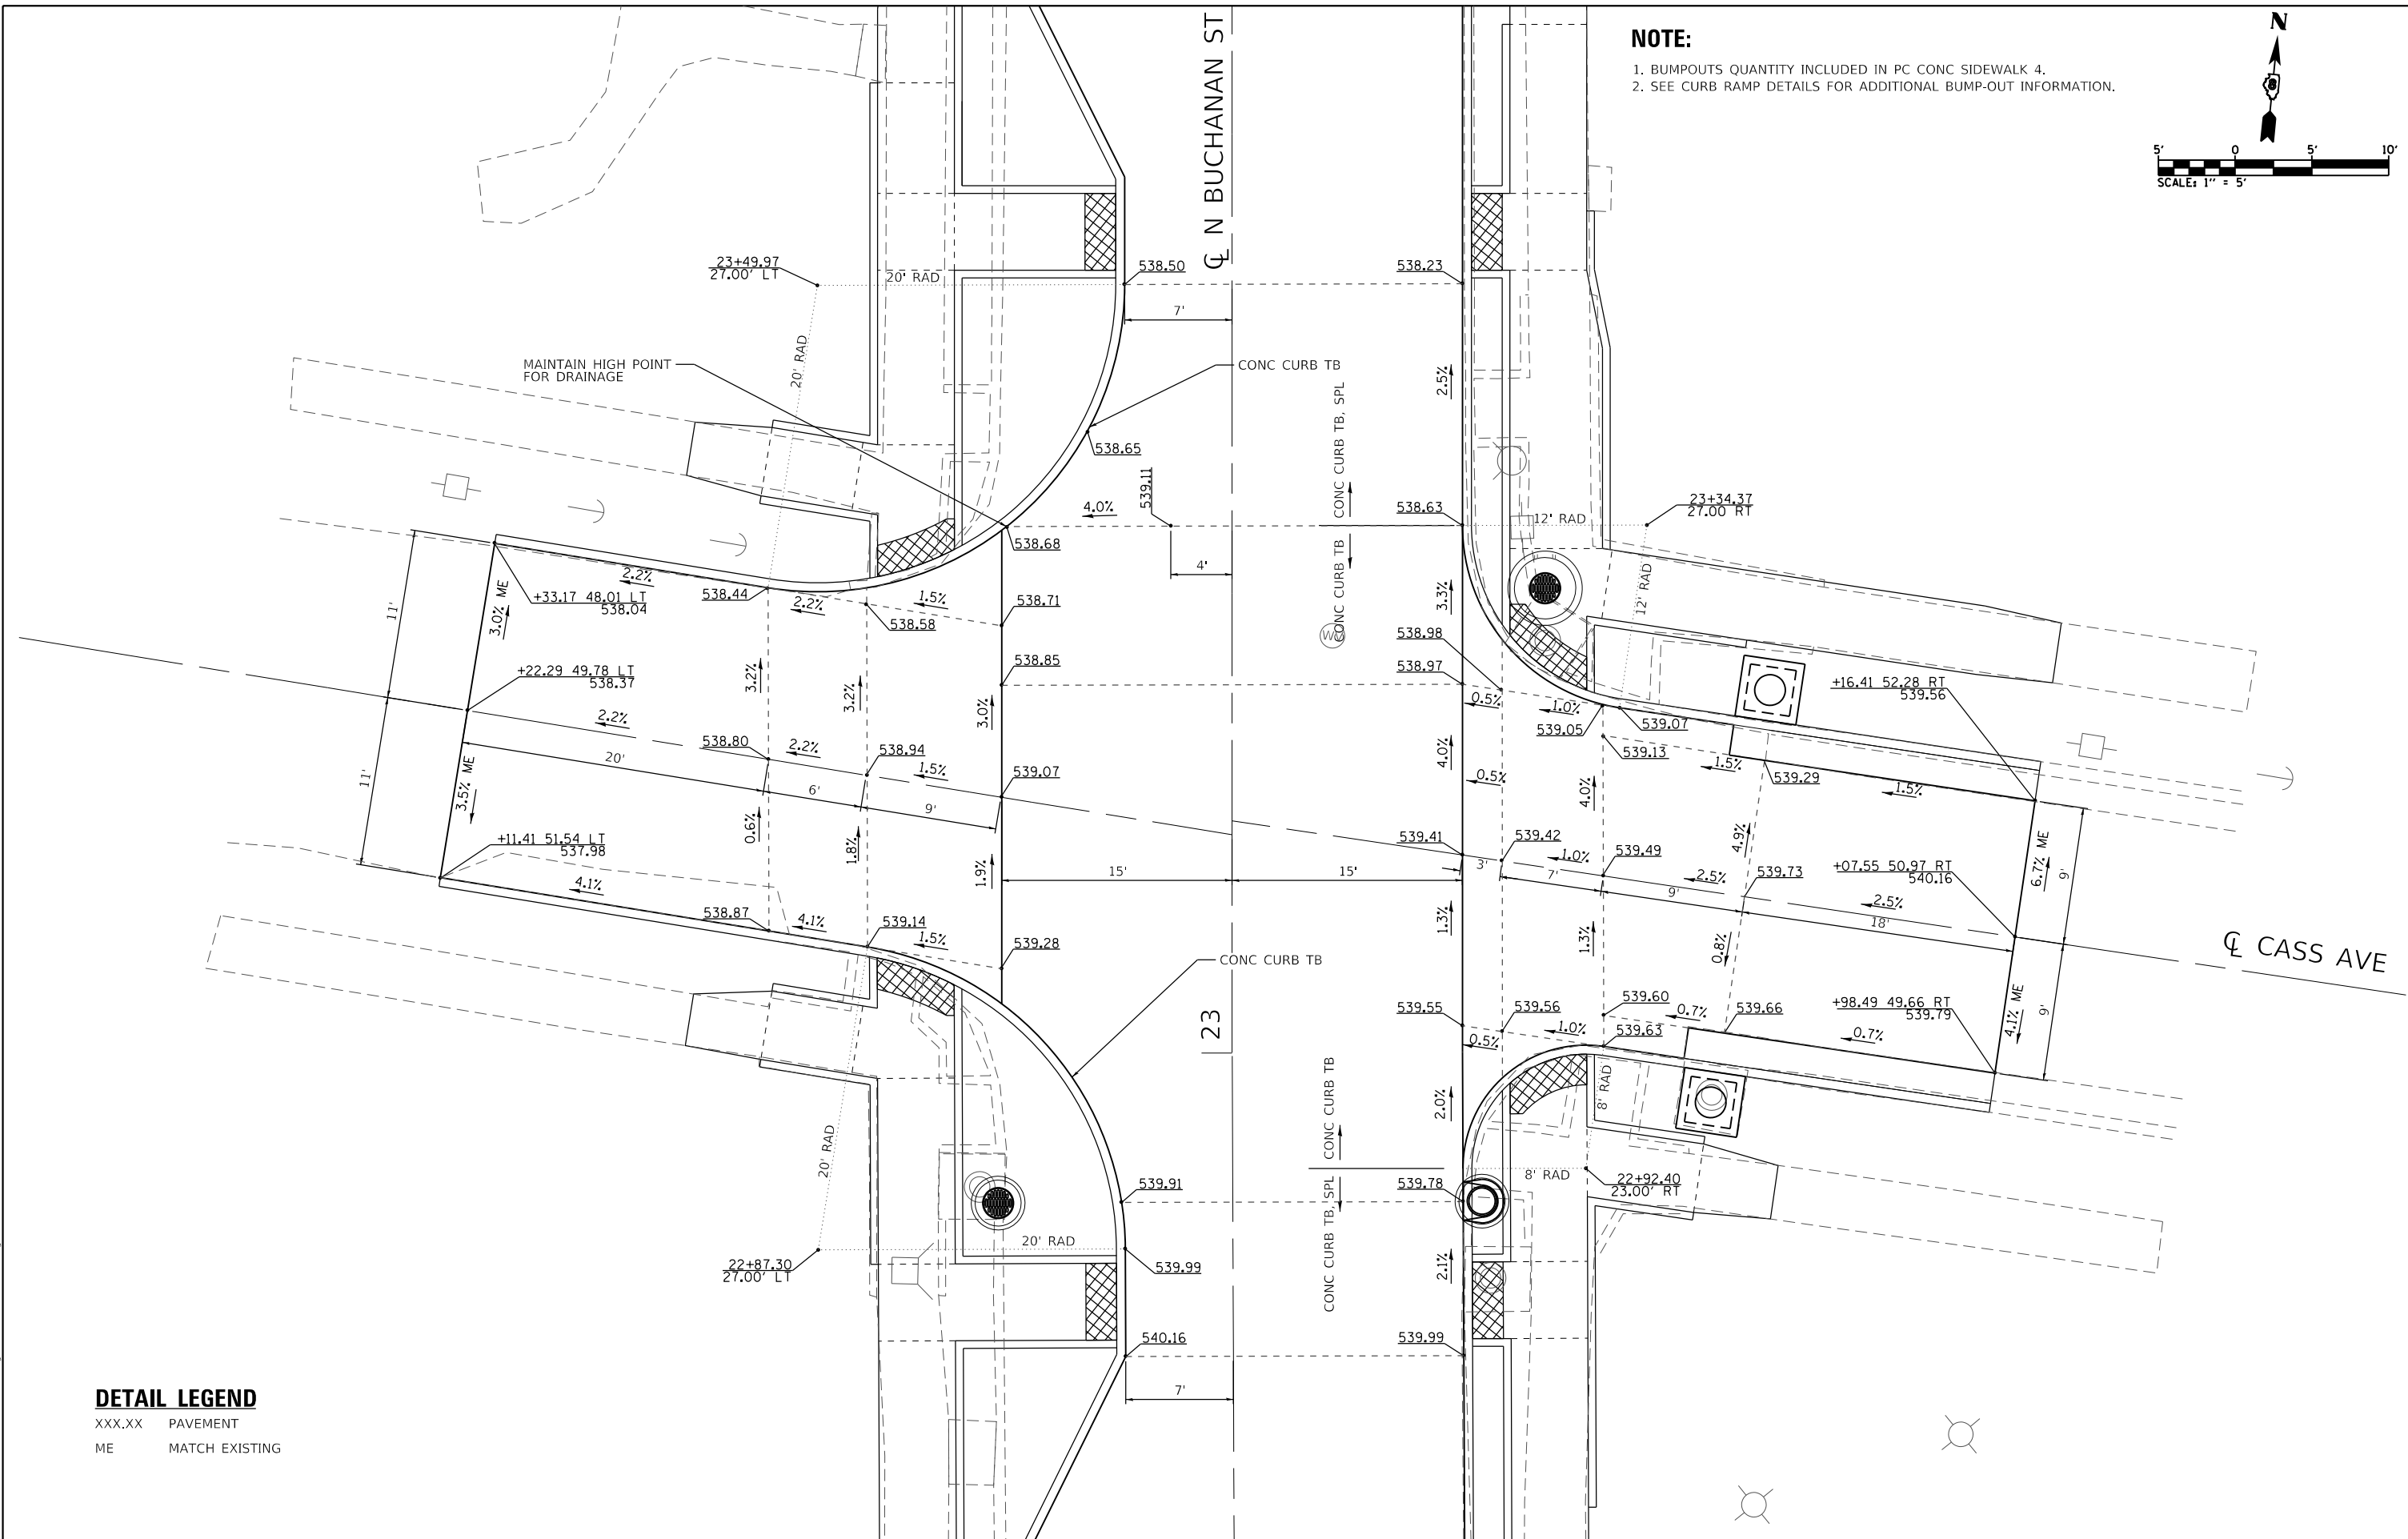 NOTE:
1. BUMPOUTS QUANTITY INCLUDED IN PC CONC SIDEWALK 4.
2. SEE CURB RAMP DETAILS FOR ADDITIONAL BUMP-OUT INFORMATION.
N
5' 0 5' 10'
SCALE: 1'' = 5'
℄ N BUCHANAN ST
23+49.97
27.00' LT
20' RAD
538.50
538.23
7'
20' RAD
MAINTAIN HIGH POINT
FOR DRAINAGE
CONC CURB TB
2.5%
CONC CURB TB, SPL
538.65
539.11
4.0%
538.63
12' RAD
23+34.37
27.00 RT
538.68
4'
CONC CURB TB
2.2%
+33.17 48.01 LT
538.04
538.44
2.2%
1.5%
538.58
538.71
3.3%
12' RAD
11'
3.0% ME
538.98
538.85
538.97
W
+22.29 49.78 LT
538.37
3.2%
3.2%
3.0%
0.5%
1.0%
539.05
539.07
+16.41 52.28 RT
539.56
2.2%
538.80
2.2%
538.94
4.0%
539.13
20'
1.5%
539.07
0.5%
4.0%
1.5%
539.29
1.5%
11'
3.5% ME
6'
9'
0.6%
1.8%
539.41
539.42
1.0%
539.49
4.9%
+11.41 51.54 LT
537.98
1.9%
15'
15'
3'
7'
2.5%
9'
539.73
+07.55 50.97 RT
540.16
6.7% ME
9'
4.1%
2.5%
18'
538.87
4.1%
539.14
1.5%
539.28
1.3%
1.3%
0.8%
℄ CASS AVE
CONC CURB TB
23
539.55
539.56
539.60
0.7%
539.66
+98.49 49.66 RT
539.79
4.1% ME
9'
0.5%
1.0%
539.63
0.7%
2.0%
8' RAD
CONC CURB TB
20' RAD
539.91
539.78
8' RAD
22+92.40
23.00' RT
CONC CURB TB, SPL
20' RAD
22+87.30
27.00' LT
539.99
2.1%
540.16
539.99
7'
DETAIL LEGEND
XXX.XX PAVEMENT
ME MATCH EXISTING